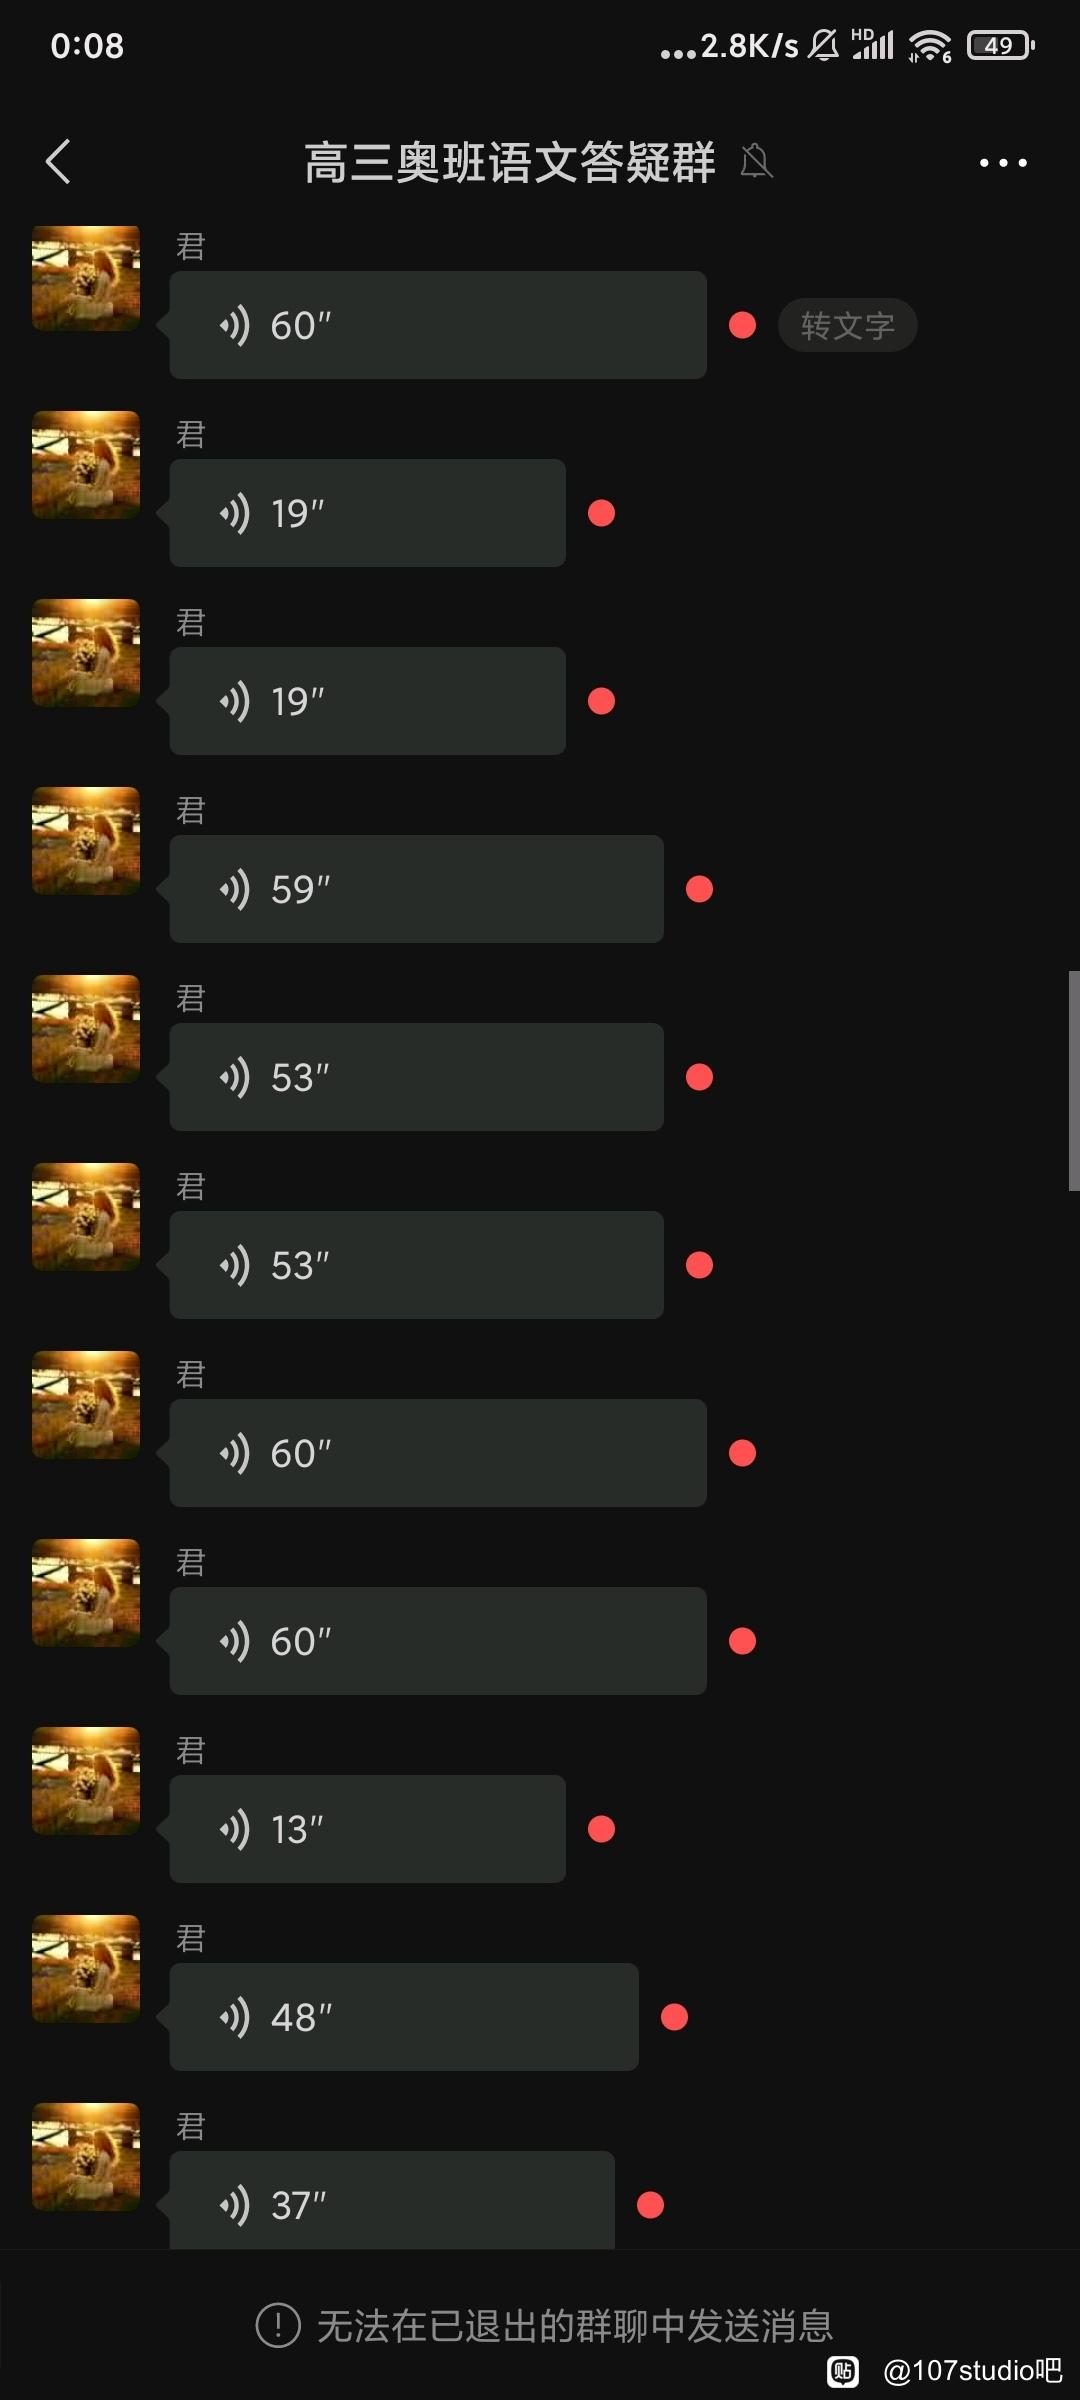 0:08
...2.8K/s HD 6 49
高三奥班语文答疑群
君
60"
转文字
君
19"
君
19"
君
59"
君
53"
君
53"
君
60"
君
60"
君
13"
君
48"
君
37"
无法在已退出的群聊中发送消息
贴 @107studio吧